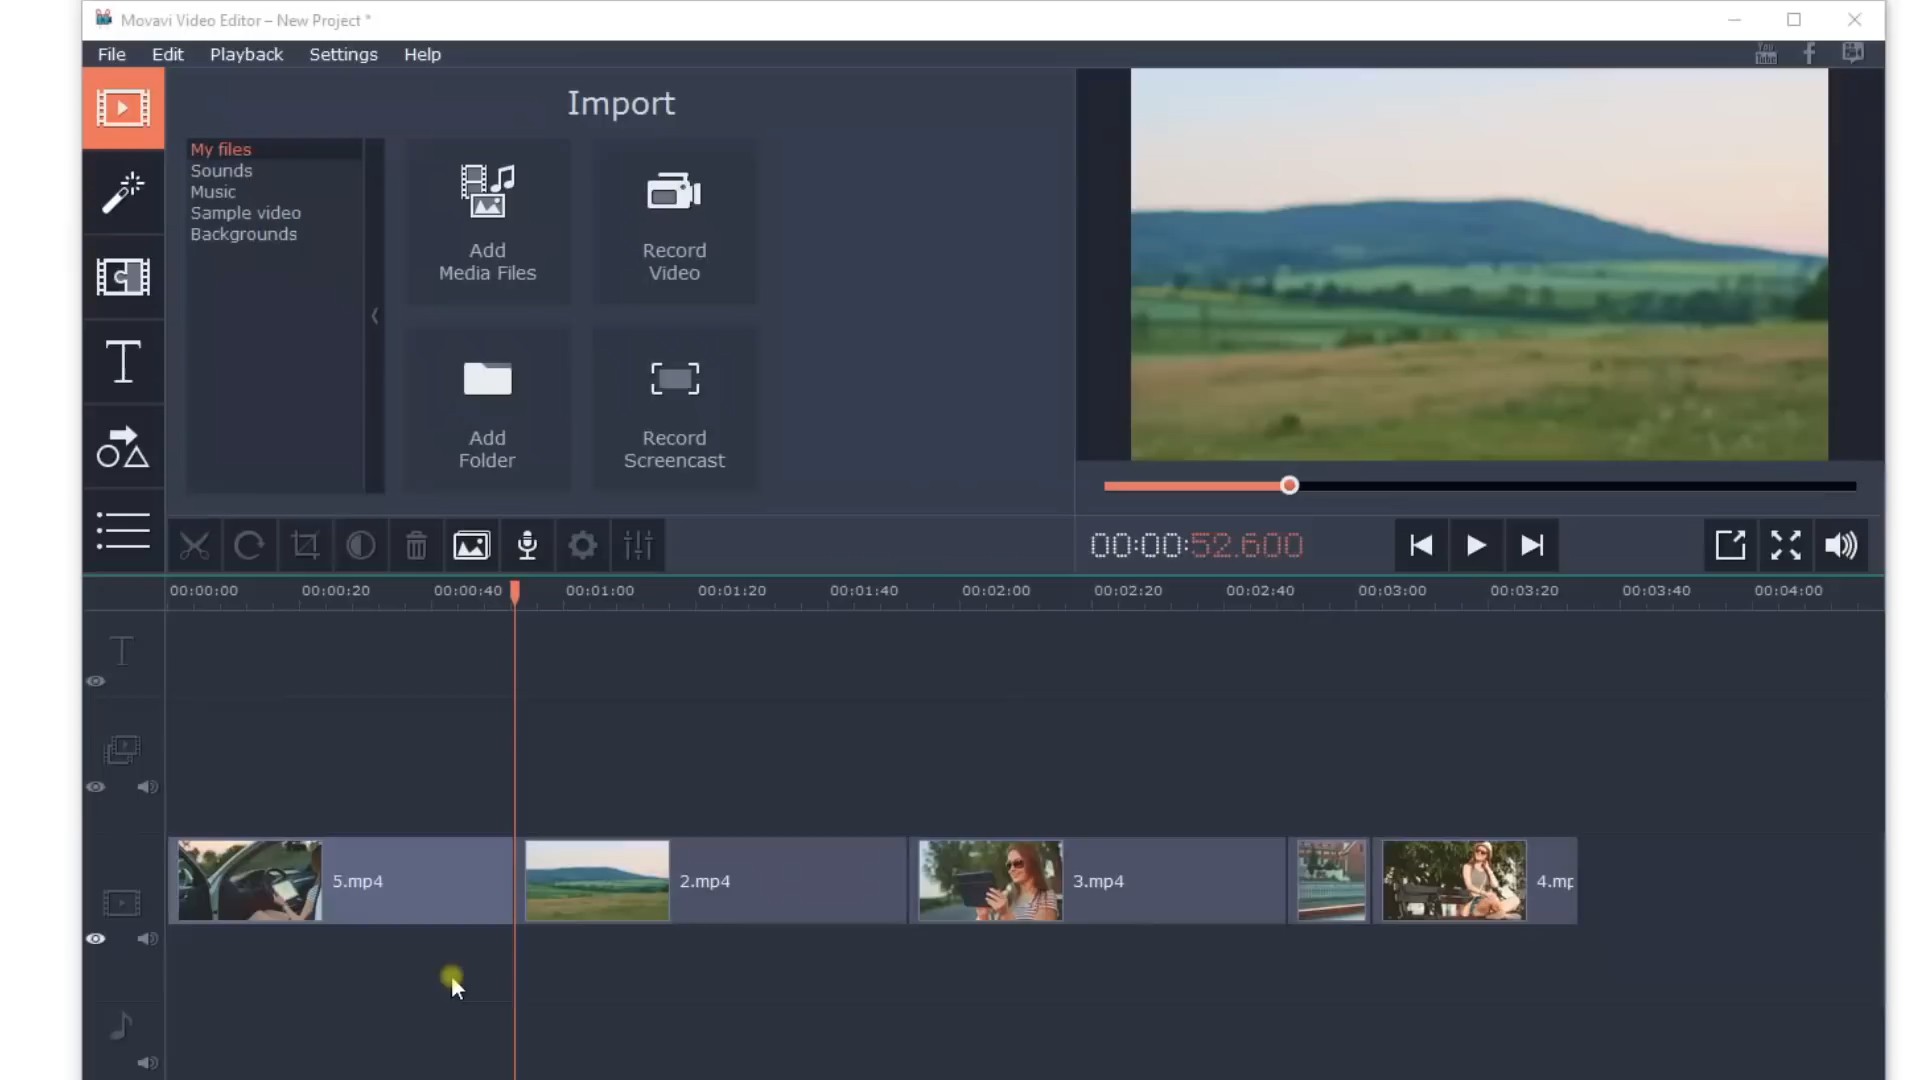 Movavi Video Editor – New Project *
File Edit Playback Settings Help
You
Tube
Import
My files
Sounds
Music
Sample video
Backgrounds
Add
Media Files
Record
Video
Add
Folder
Record
Screencast
00:00:52.600
00:00:00 00:00:20 00:00:40 00:01:00 00:01:20 00:01:40 00:02:00 00:02:20 00:02:40 00:03:00 00:03:20 00:03:40 00:04:00
5.mp4 2.mp4 3.mp4 4.mp